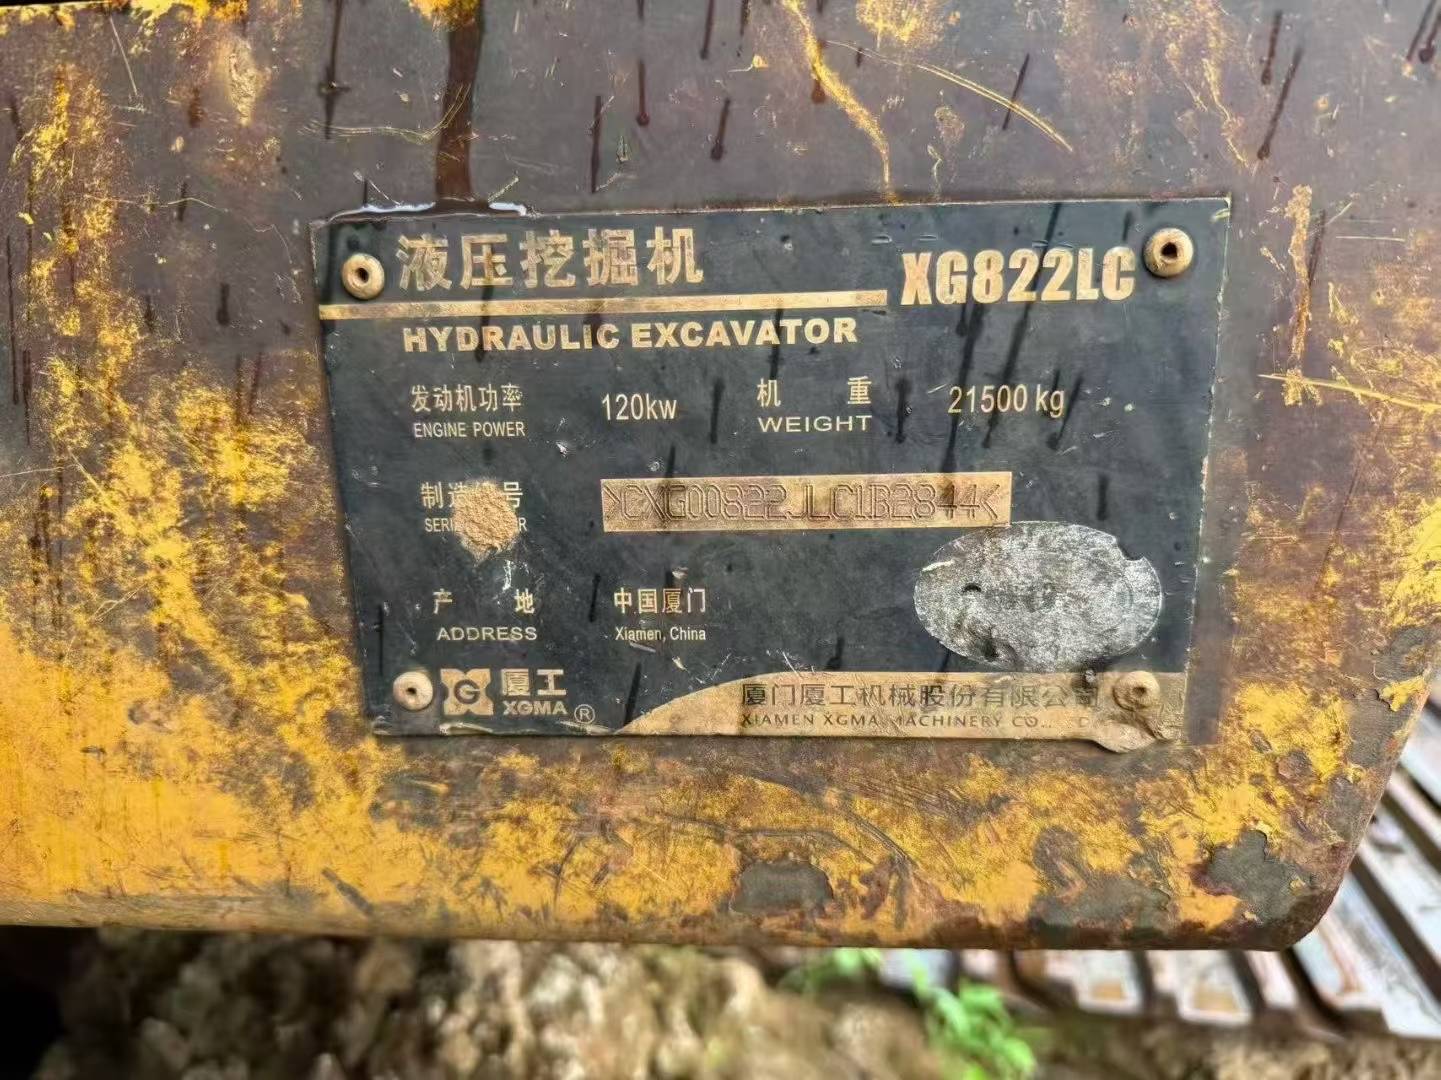 液压挖掘机
XG822LC
HYDRAULIC EXCAVATOR
发动机功率 120kw 机 重 21500 kg
ENGINE POWER WEIGHT
制造编号 >CXG00822JLC1B2844<
产 地 中国厦门
ADDRESS Xiamen, China
G 厦工
XGMA ®
厦门厦工机械股份有限公司
XIAMEN XGMA MACHINERY CO.,